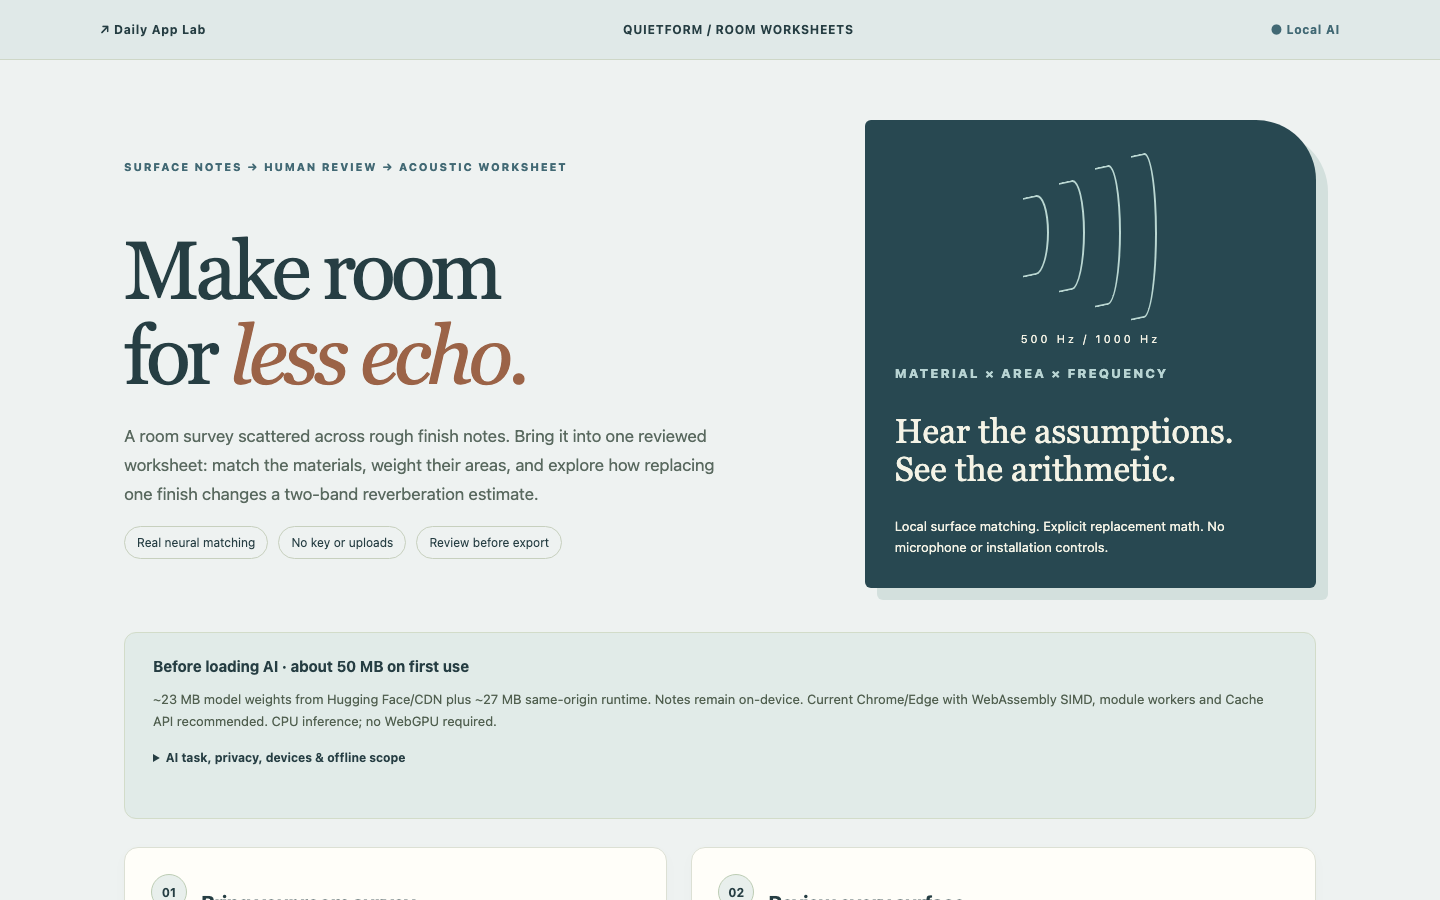 ↗ Daily App Lab
QUIETFORM / ROOM WORKSHEETS
Local AI
SURFACE NOTES → HUMAN REVIEW → ACOUSTIC WORKSHEET
Make room
for less echo.
A room survey scattered across rough finish notes. Bring it into one reviewed
worksheet: match the materials, weight their areas, and explore how replacing
one finish changes a two-band reverberation estimate.
Real neural matching
No key or uploads
Review before export
500 Hz / 1000 Hz
MATERIAL × AREA × FREQUENCY
Hear the assumptions.
See the arithmetic.
Local surface matching. Explicit replacement math. No
microphone or installation controls.
Before loading AI · about 50 MB on first use
~23 MB model weights from Hugging Face/CDN plus ~27 MB same-origin runtime. Notes remain on-device. Current Chrome/Edge with WebAssembly SIMD, module workers and Cache
API recommended. CPU inference; no WebGPU required.
AI task, privacy, devices & offline scope
01
02